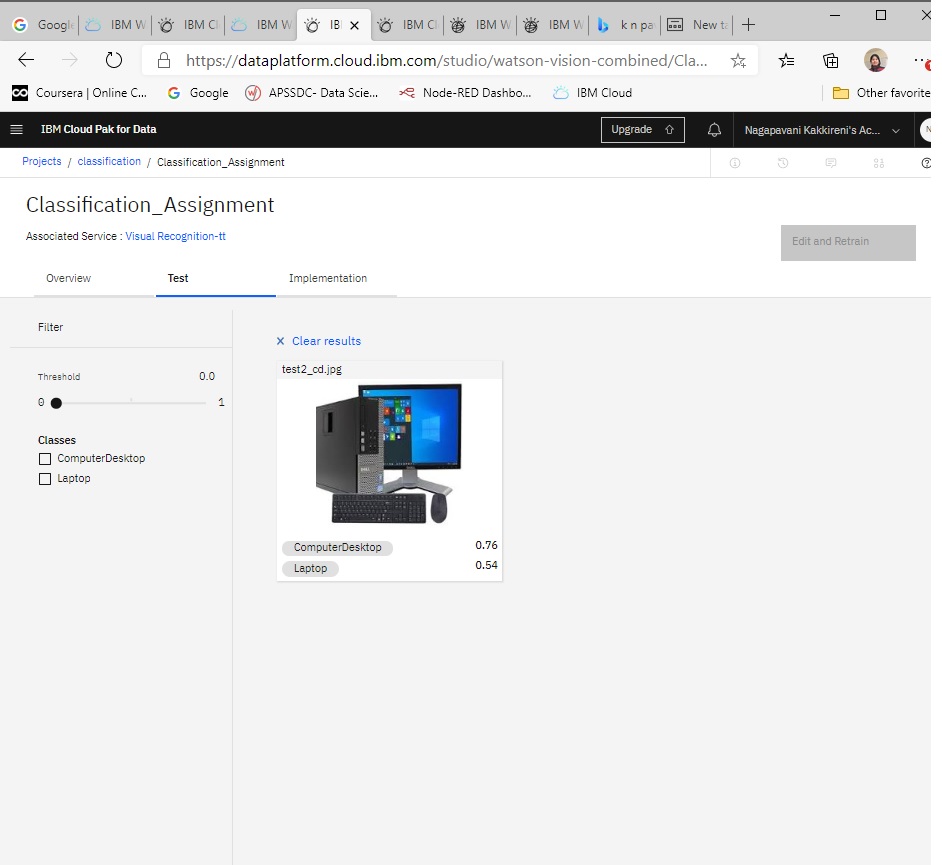 Google
IBM W
IBM Cl
IBM W
IB
IBM Cl
IBM W
IBM W
k n pa
New ta
https://dataplatform.cloud.ibm.com/studio/watson-vision-combined/Cla...
Coursera | Online C...
Google
APSSDC- Data Scie...
Node-RED Dashbo...
IBM Cloud
Other favorite
IBM Cloud Pak for Data
Upgrade
Nagapavani Kakkireni's Ac...
N
Projects / classification / Classification_Assignment
Classification_Assignment
Associated Service : Visual Recognition-tt
Edit and Retrain
Overview
Test
Implementation
Filter
Threshold 0.0
0 1
Classes
ComputerDesktop
Laptop
× Clear results
test2_cd.jpg
ComputerDesktop 0.76
Laptop 0.54